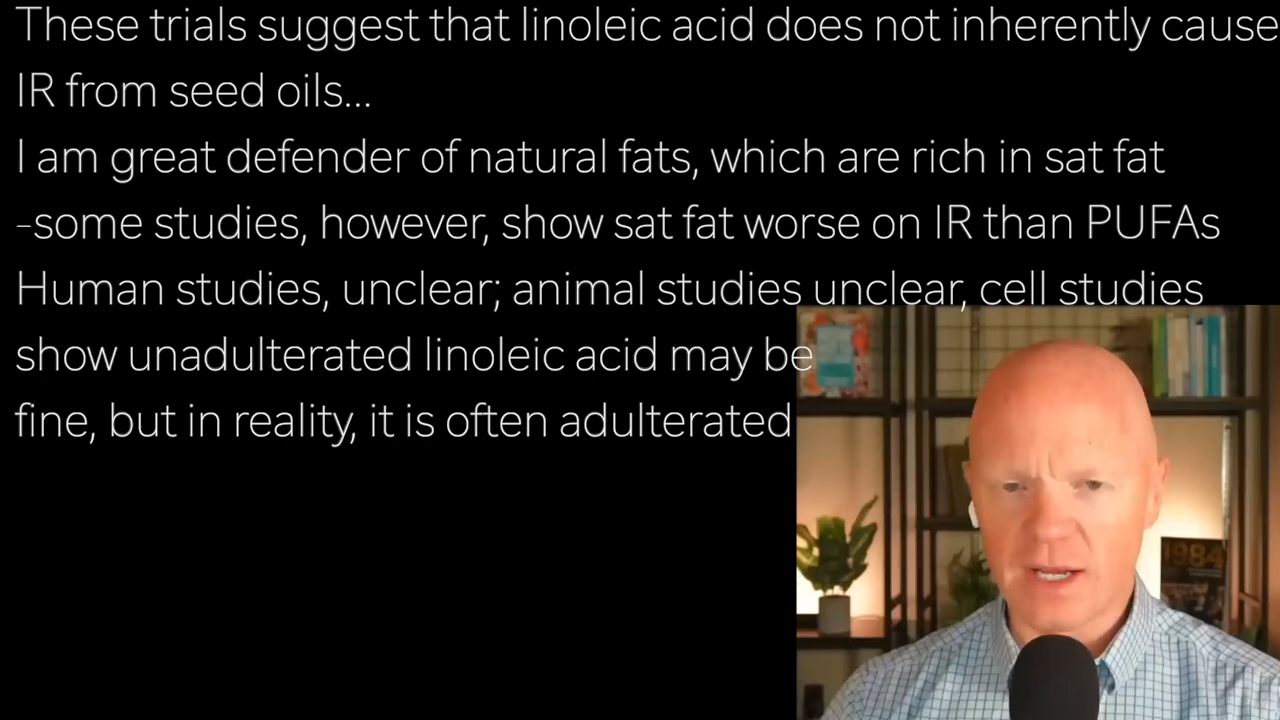 These trials suggest that linoleic acid does not inherently cause
IR from seed oils...
I am great defender of natural fats, which are rich in sat fat
-some studies, however, show sat fat worse on IR than PUFAs
Human studies, unclear; animal studies unclear, cell studies
show unadulterated linoleic acid may be
fine, but in reality, it is often adulterated
1984